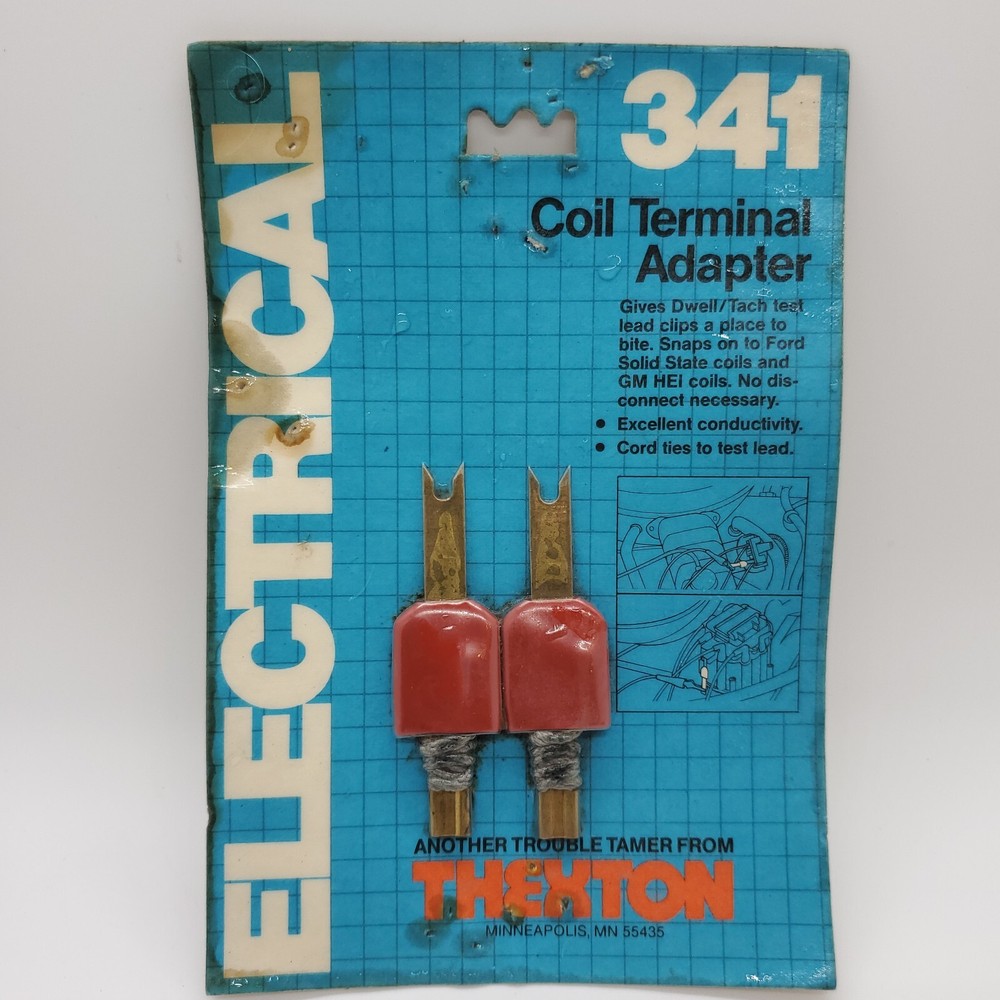 ELECTRICAL
341
Coil Terminal
Adapter
Gives Dwell/Tach test
lead clips a place to
bite. Snaps on to Ford
Solid State coils and
GM HEI coils. No dis-
connect necessary.
• Excellent conductivity.
• Cord ties to test lead.
ANOTHER TROUBLE TAMER FROM
THEXTON
MINNEAPOLIS, MN 55435